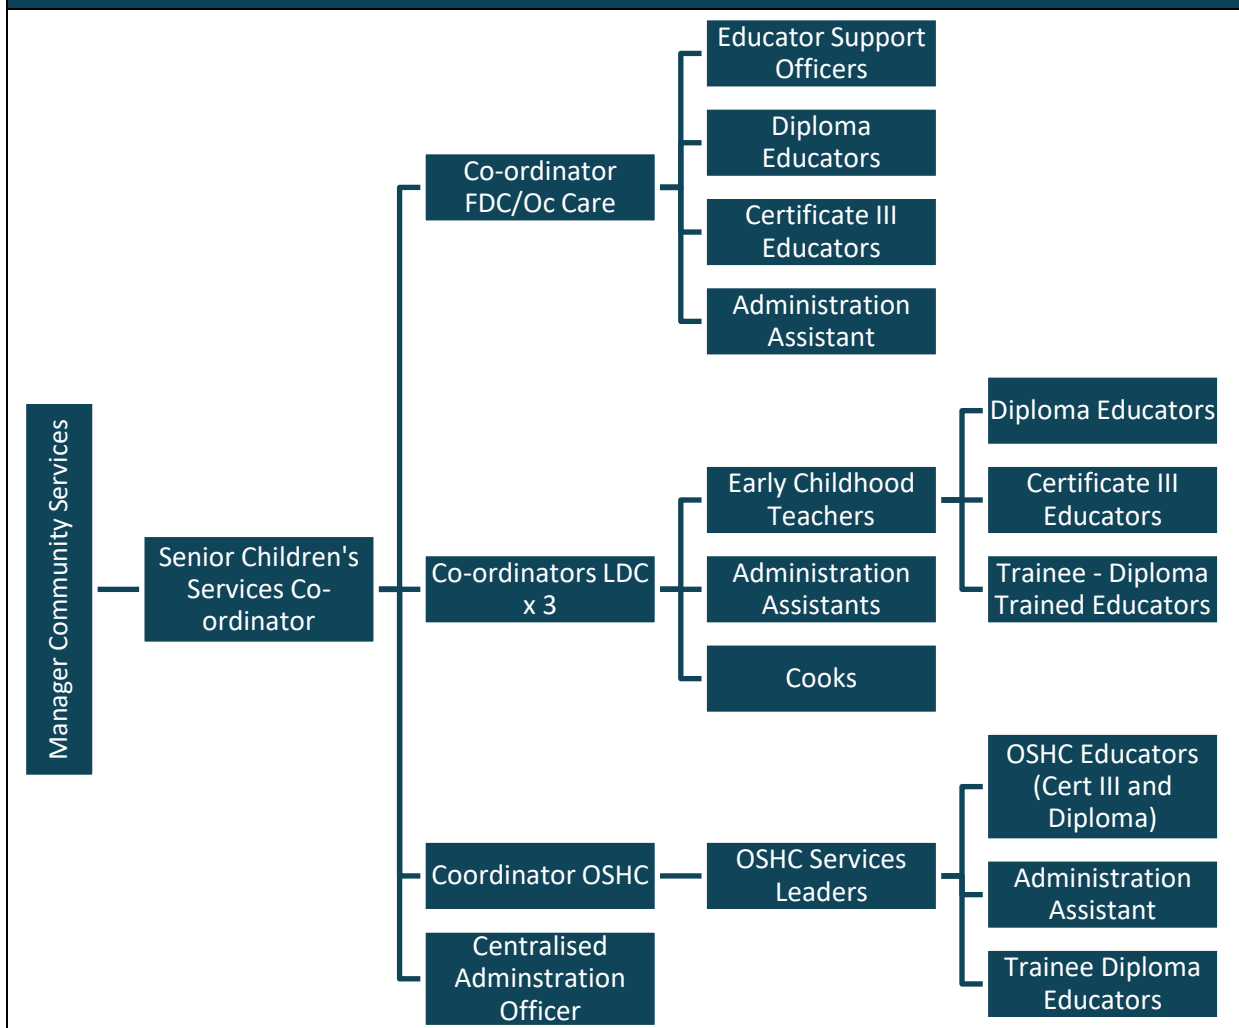 Manager Community Services
Senior Children's
Services Co-
ordinator
Co-ordinator
FDC/Oc Care
Educator Support
Officers
Diploma
Educators
Certificate III
Educators
Administration
Assistant
Co-ordinators LDC
x 3
Early Childhood
Teachers
Diploma Educators
Certificate III
Educators
Trainee - Diploma
Trained Educators
Administration
Assistants
Cooks
Coordinator OSHC
OSHC Services
Leaders
OSHC Educators
(Cert III and
Diploma)
Administration
Assistant
Trainee Diploma
Educators
Centralised
Adminstration
Officer